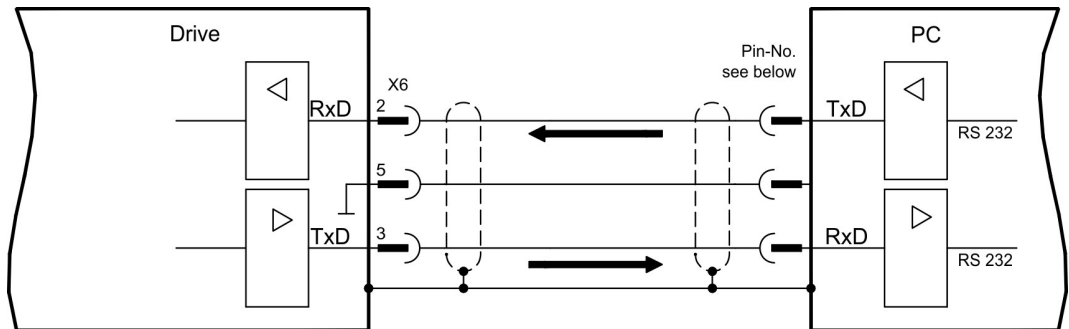 Drive
PC
Pin-No.
see below
X6
RxD
2
TxD
RS 232
5
TxD
3
RxD
RS 232